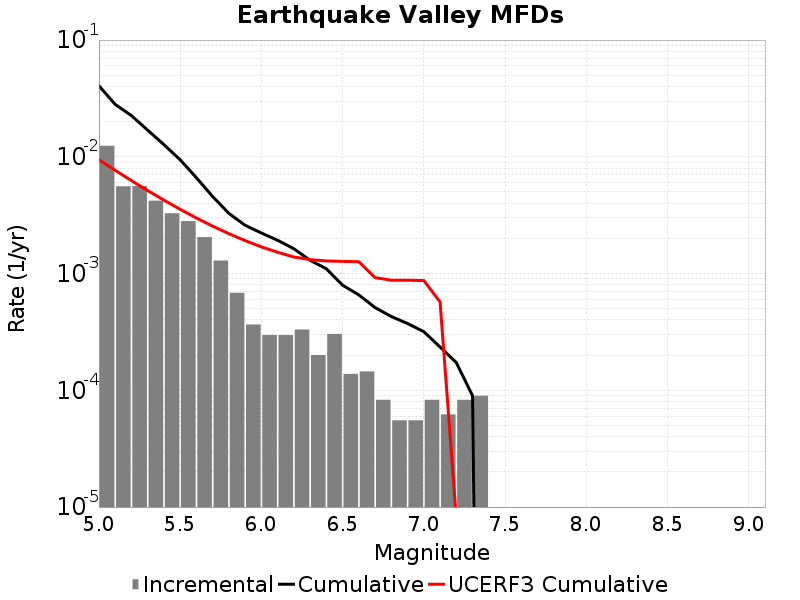 Earthquake Valley MFDs
10-1
10-2
10-3
10-4
10-5
Rate (1/yr)
5.0 5.5 6.0 6.5 7.0 7.5 8.0 8.5 9.0
Magnitude
Incremental Cumulative UCERF3 Cumulative